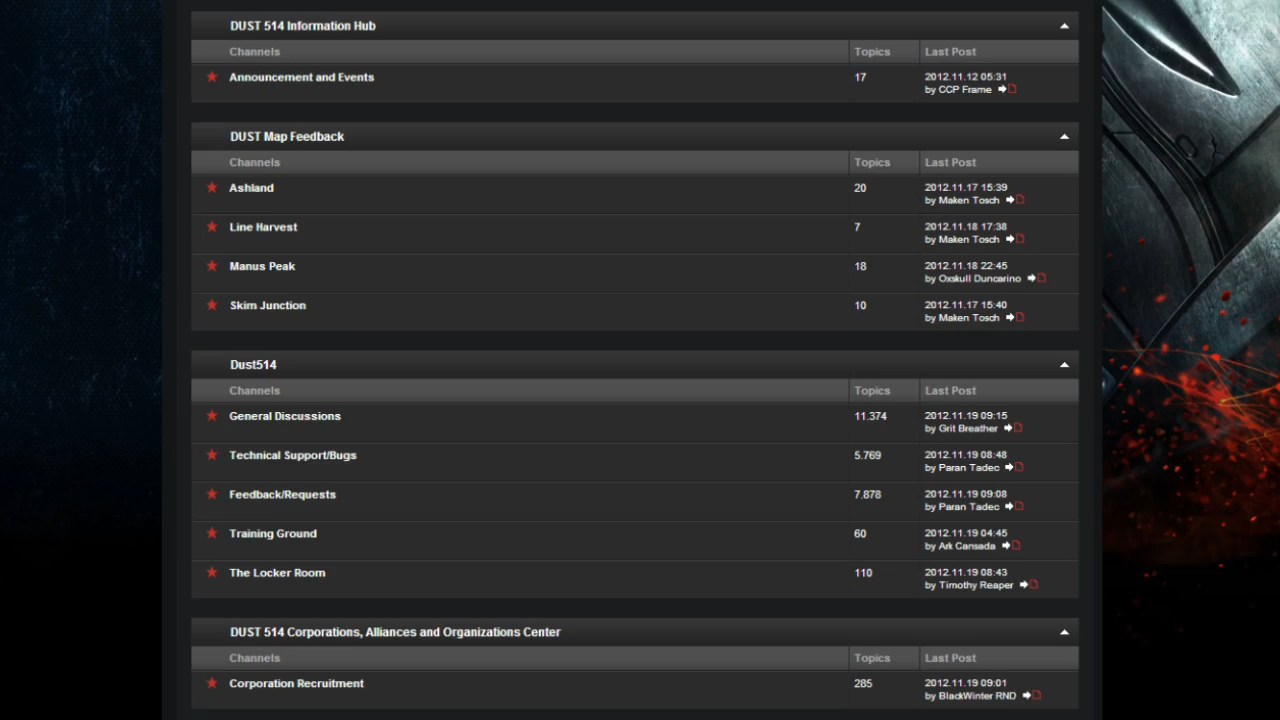 DUST 514 Information Hub
Channels Topics Last Post
Announcement and Events 17 2012.11.12 05:31
by CCP Frame
DUST Map Feedback
Channels Topics Last Post
Ashland 20 2012.11.17 15:39
by Maken Tosch
Line Harvest 7 2012.11.18 17:38
by Maken Tosch
Manus Peak 18 2012.11.18 22:45
by Oxskull Duncarino
Skim Junction 10 2012.11.17 15:40
by Maken Tosch
Dust514
Channels Topics Last Post
General Discussions 11.374 2012.11.19 09:15
by Grit Breather
Technical Support/Bugs 5.769 2012.11.19 08:48
by Paran Tadec
Feedback/Requests 7.878 2012.11.19 09:08
by Paran Tadec
Training Ground 60 2012.11.19 04:45
by Ark Cansada
The Locker Room 110 2012.11.19 08:43
by Timothy Reaper
DUST 514 Corporations, Alliances and Organizations Center
Channels Topics Last Post
Corporation Recruitment 285 2012.11.19 09:01
by BlackWinter RND